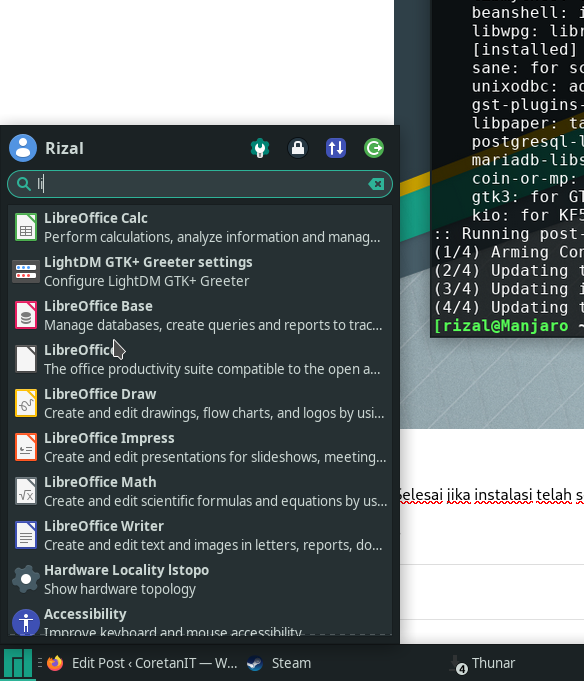 beanshell: i
libwpg: libr
[installed]
sane: for sc
unixodbc: ad
gst-plugins-
libpaper: ta
postgresql-l
mariadb-libs
coin-or-mp:
gtk3: for GT
kio: for KF5
:: Running post-
(1/4) Arming Con
(2/4) Updating t
(3/4) Updating i
(4/4) Updating t
[rizal@Manjaro ~
Rizal
li
LibreOffice Calc
Perform calculations, analyze information and manag...
LightDM GTK+ Greeter settings
Configure LightDM GTK+ Greeter
LibreOffice Base
Manage databases, create queries and reports to trac...
LibreOffice
The office productivity suite compatible to the open a...
LibreOffice Draw
Create and edit drawings, flow charts, and logos by usi...
LibreOffice Impress
Create and edit presentations for slideshows, meeting...
LibreOffice Math
Create and edit scientific formulas and equations by us...
LibreOffice Writer
Create and edit text and images in letters, reports, do...
Hardware Locality lstopo
Show hardware topology
Accessibility
Improve keyboard and mouse accessibility
Selesai jika instalasi telah s
Edit Post ‹ CoretanIT — W...
Steam
4
Thunar